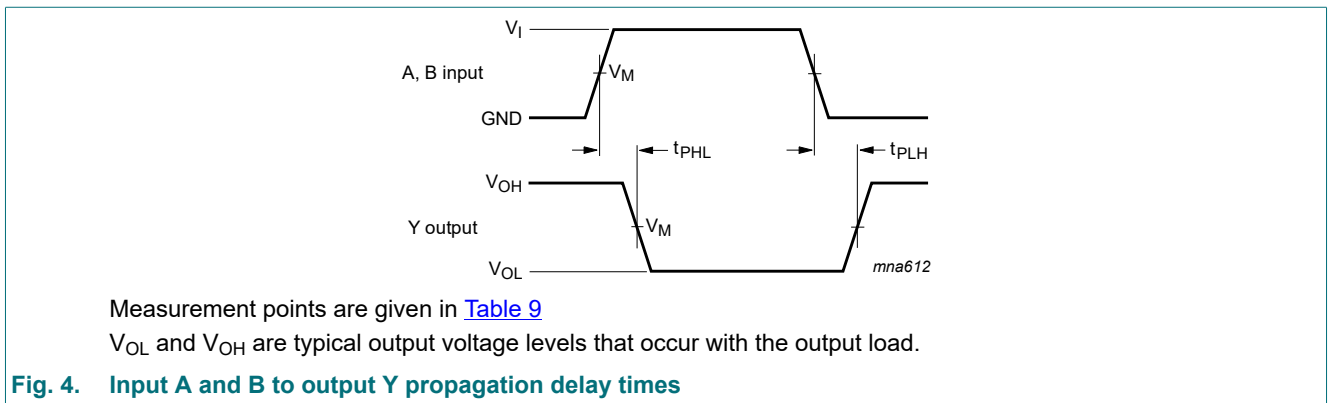 VI
A, B input
VM
GND
tPHL
tPLH
VOH
Y output
VM
VOL
mna612
Measurement points are given in Table 9
VOL and VOH are typical output voltage levels that occur with the output load.
Fig. 4. Input A and B to output Y propagation delay times